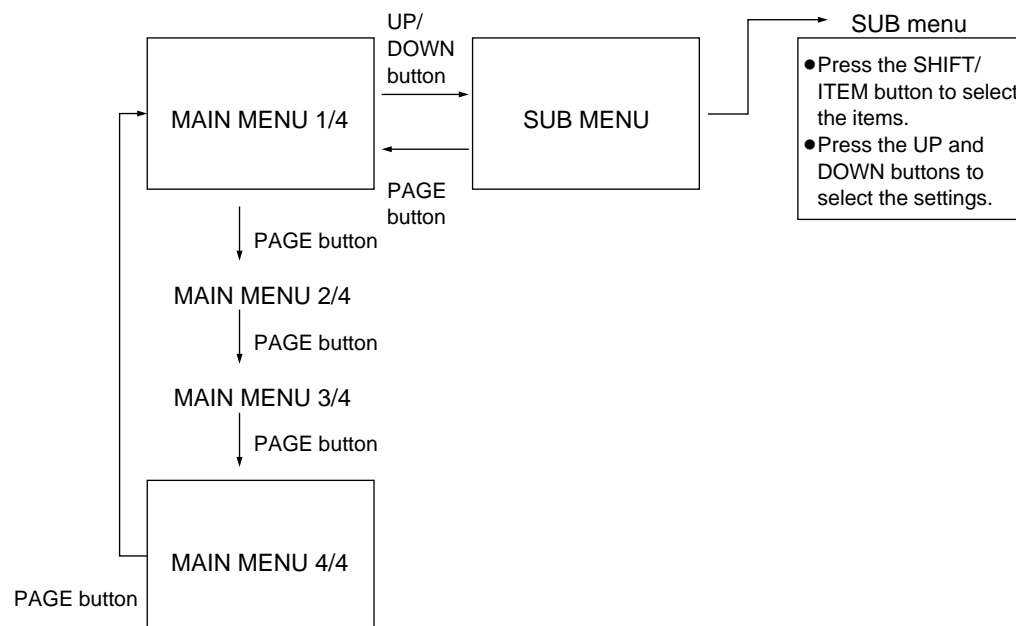 UP/
DOWN
button
SUB menu
●Press the SHIFT/
ITEM button to select
the items.
●Press the UP and
DOWN buttons to
select the settings.
MAIN MENU 1/4
SUB MENU
PAGE
button
PAGE button
MAIN MENU 2/4
PAGE button
MAIN MENU 3/4
PAGE button
MAIN MENU 4/4
PAGE button